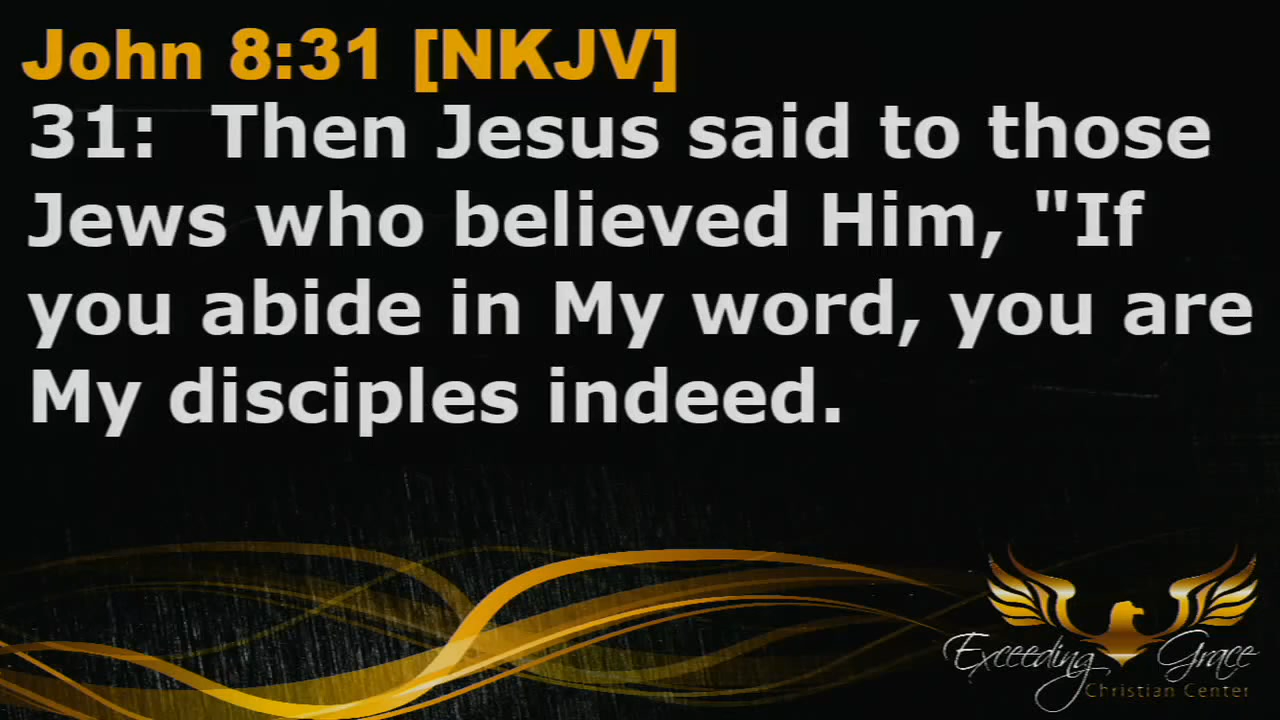 John 8:31 [NKJV]
31:  Then Jesus said to those
Jews who believed Him, "If
you abide in My word, you are
My disciples indeed.
Exceeding Grace
Christian Center